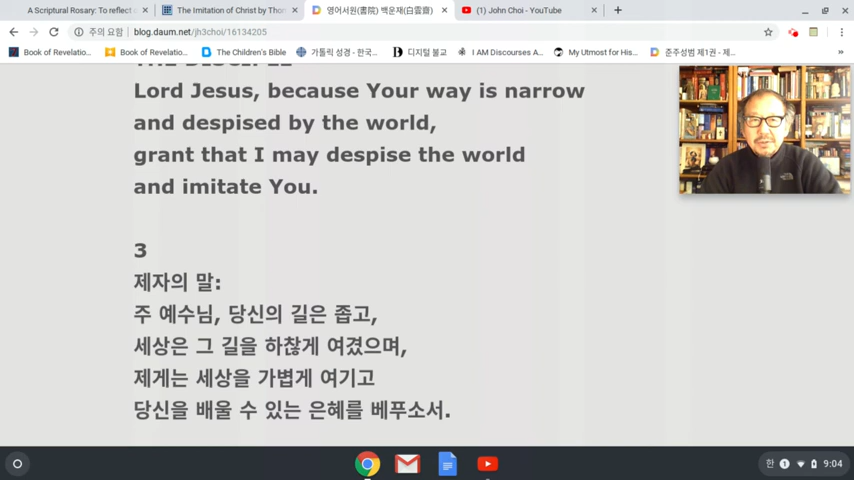 A Scriptural Rosary: To reflect
The Imitation of Christ by Thon
영어서원(書院) 백운재(白雲齋)
(1) John Choi - YouTube
주의 요함 | blog.daum.net/jh3choi/16134205
Book of Revelatio...
Book of Revelatio...
The Children's Bible
가톨릭 성경 - 한국...
디지털 불교
I AM Discourses A...
My Utmost for His...
준주성범 제1권 - 제...
Lord Jesus, because Your way is narrow
and despised by the world,
grant that I may despise the world
and imitate You.
3
제자의 말:
주 예수님, 당신의 길은 좁고,
세상은 그 길을 하찮게 여겼으며,
제게는 세상을 가볍게 여기고
당신을 배울 수 있는 은혜를 베푸소서.
한 1 9:04